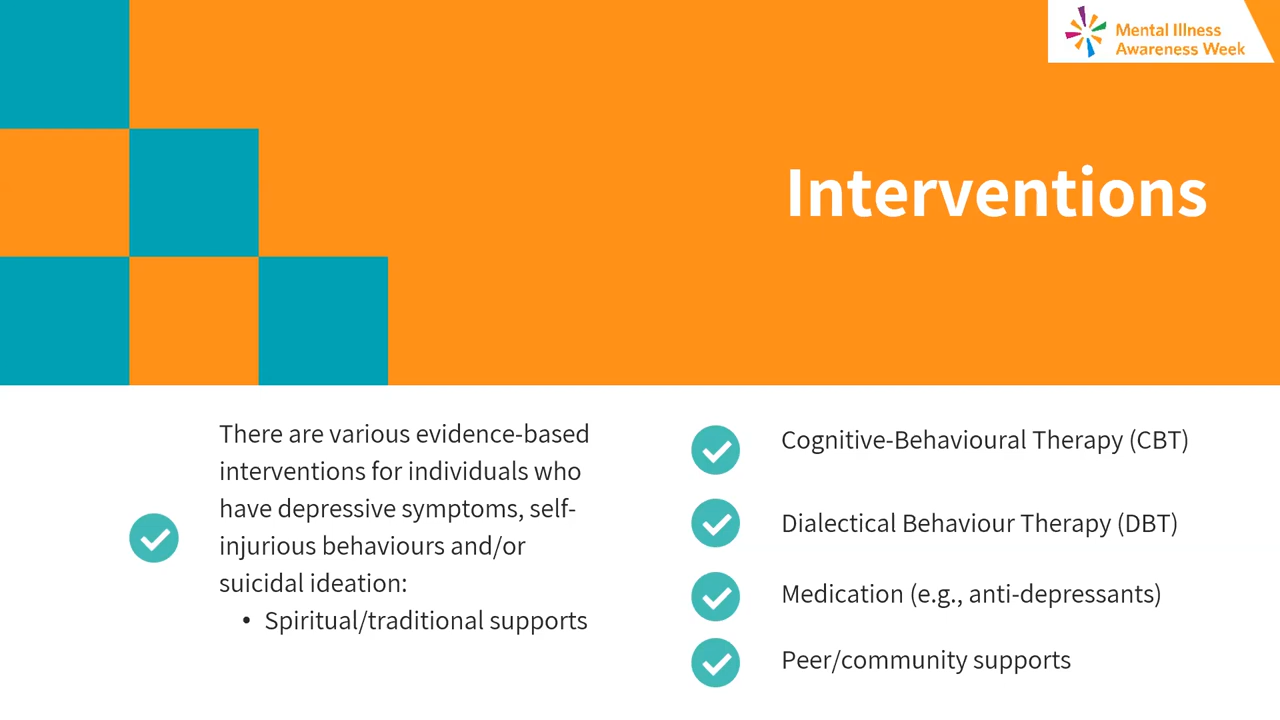 Mental Illness
Awareness Week
Interventions
There are various evidence-based
interventions for individuals who
have depressive symptoms, self-
injurious behaviours and/or
suicidal ideation:
• Spiritual/traditional supports
Cognitive-Behavioural Therapy (CBT)
Dialectical Behaviour Therapy (DBT)
Medication (e.g., anti-depressants)
Peer/community supports